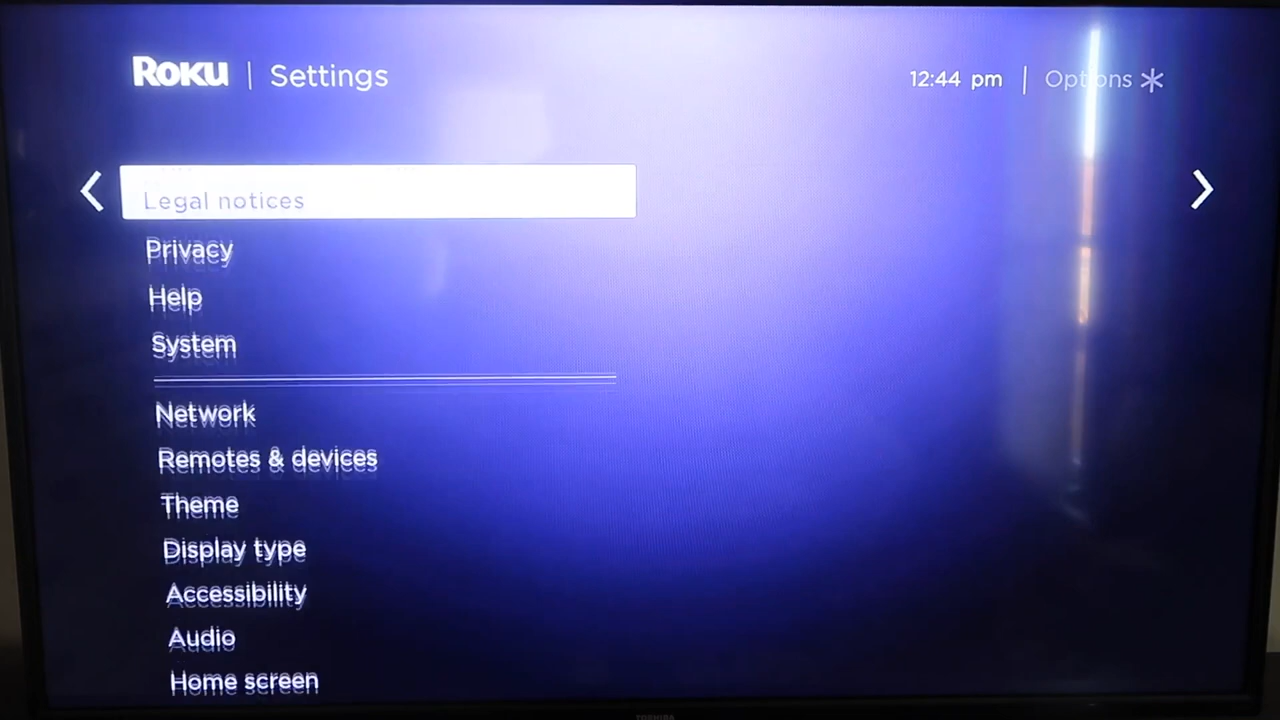 Roku | Settings
12:44 pm | Options
Legal notices
Privacy
Help
System
Network
Remotes & devices
Theme
Display type
Accessibility
Audio
Home screen
TOSHIBA